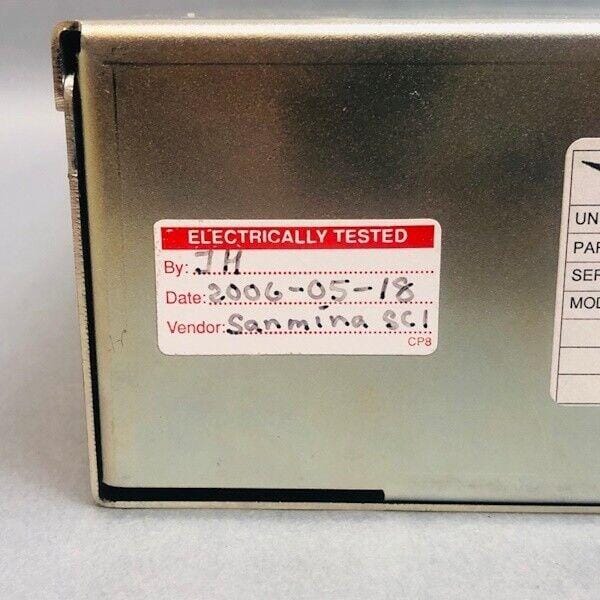 ELECTRICALLY TESTED
By: JH
Date: 2006-05-18
Vendor: Sanmina SCI
CP8
UN
PAR
SER
MOD